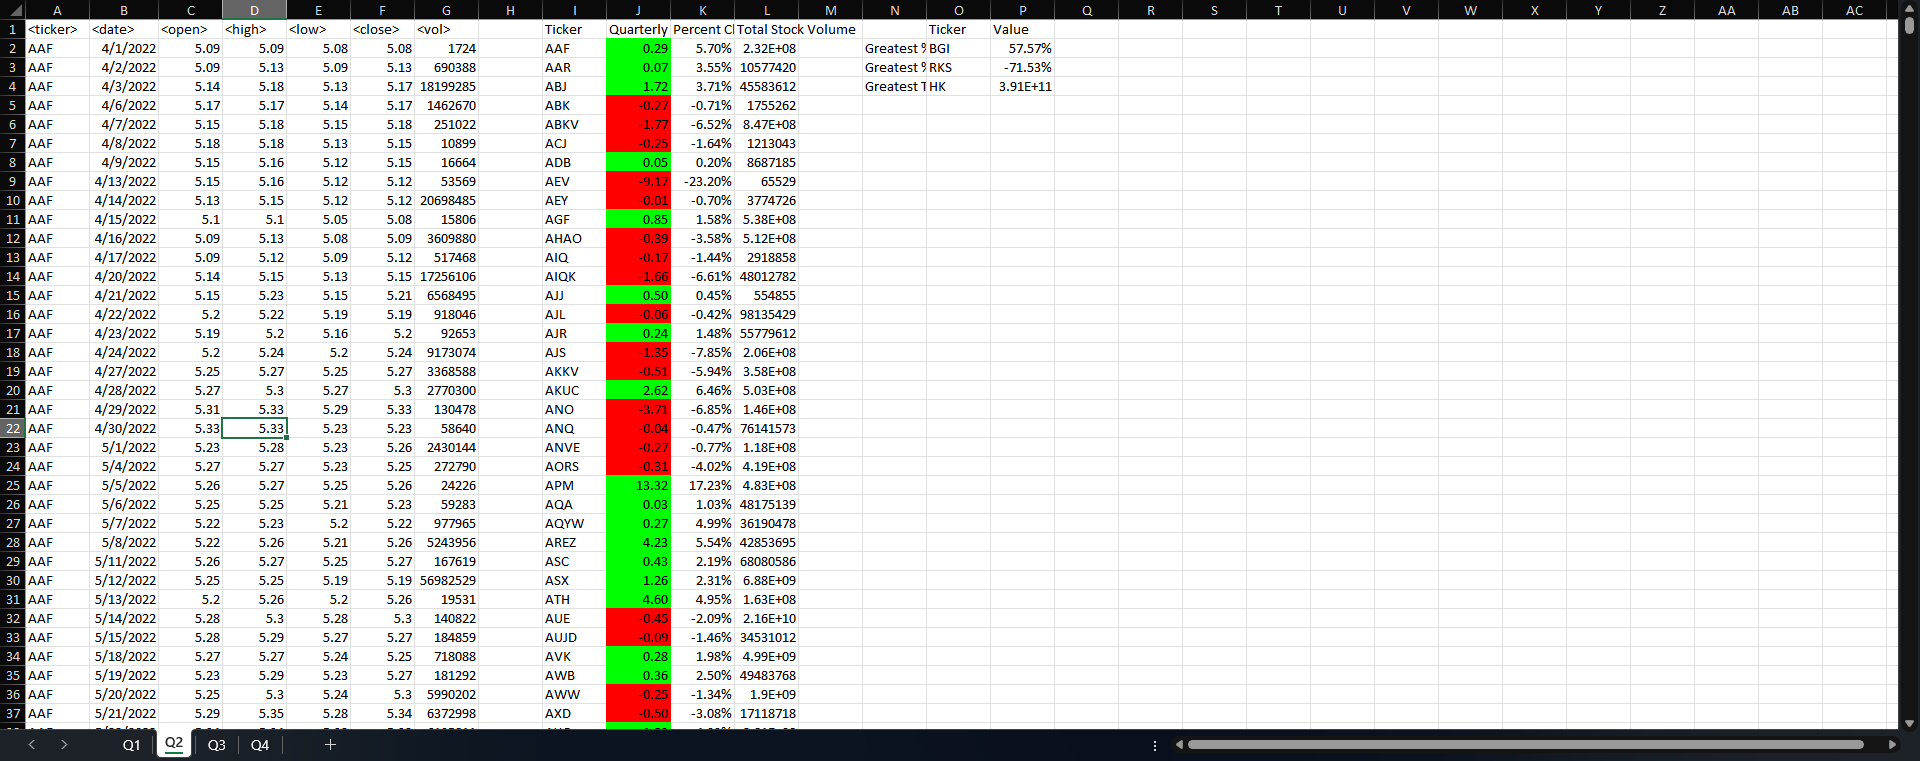 A B C D E F G H I J K L M N O P Q R S T U V W X Y Z AA AB AC
1 <ticker> <date> <open> <high> <low> <close> <vol> Ticker Quarterly Percent C Total Stock Volume Ticker Value
2 AAF 4/1/2022 5.09 5.09 5.08 5.08 1724 AAF 0.29 5.70% 2.32E+08 Greatest % BGI 57.57%
3 AAF 4/2/2022 5.09 5.13 5.09 5.13 690388 AAR 0.07 3.55% 10577420 Greatest % RKS -71.53%
4 AAF 4/3/2022 5.14 5.18 5.13 5.17 18199285 ABJ 1.72 3.71% 45583612 Greatest T HK 3.91E+11
5 AAF 4/6/2022 5.17 5.17 5.14 5.17 1462670 ABK -0.27 -0.71% 1755262
6 AAF 4/7/2022 5.15 5.18 5.15 5.18 251022 ABKV -1.77 -6.52% 8.47E+08
7 AAF 4/8/2022 5.18 5.18 5.13 5.15 10899 ACJ -0.25 -1.64% 1213043
8 AAF 4/9/2022 5.15 5.16 5.12 5.15 16664 ADB 0.05 0.20% 8687185
9 AAF 4/13/2022 5.15 5.16 5.12 5.12 53569 AEV -9.17 -23.20% 65529
10 AAF 4/14/2022 5.13 5.15 5.12 5.12 20698485 AEY -0.01 -0.70% 3774726
11 AAF 4/15/2022 5.1 5.1 5.05 5.08 15806 AGF 0.85 1.58% 5.38E+08
12 AAF 4/16/2022 5.09 5.13 5.08 5.09 3609880 AHAO -0.39 -3.58% 5.12E+08
13 AAF 4/17/2022 5.09 5.12 5.09 5.12 517468 AIQ -0.17 -1.44% 2918858
14 AAF 4/20/2022 5.14 5.15 5.13 5.15 17256106 AIQK -1.66 -6.61% 48012782
15 AAF 4/21/2022 5.15 5.23 5.15 5.21 6568495 AJJ 0.50 0.45% 554855
16 AAF 4/22/2022 5.2 5.22 5.19 5.19 918046 AJL -0.06 -0.42% 98135429
17 AAF 4/23/2022 5.19 5.2 5.16 5.2 92653 AJR 0.24 1.48% 55779612
18 AAF 4/24/2022 5.2 5.24 5.2 5.24 9173074 AJS -1.35 -7.85% 2.06E+08
19 AAF 4/27/2022 5.25 5.27 5.25 5.27 3368588 AKKV -0.51 -5.94% 3.58E+08
20 AAF 4/28/2022 5.27 5.3 5.27 5.3 2770300 AKUC 2.62 6.46% 5.03E+08
21 AAF 4/29/2022 5.31 5.33 5.29 5.33 130478 ANO -3.71 -6.85% 1.46E+08
22 AAF 4/30/2022 5.33 5.33 5.23 5.23 58640 ANQ -0.04 -0.47% 76141573
23 AAF 5/1/2022 5.23 5.28 5.23 5.26 2430144 ANVE -0.27 -0.77% 1.18E+08
24 AAF 5/4/2022 5.27 5.27 5.23 5.25 272790 AORS -0.31 -4.02% 4.19E+08
25 AAF 5/5/2022 5.26 5.27 5.25 5.26 24226 APM 13.32 17.23% 4.83E+08
26 AAF 5/6/2022 5.25 5.25 5.21 5.23 59283 AQA 0.03 1.03% 48175139
27 AAF 5/7/2022 5.22 5.23 5.2 5.22 977965 AQYW 0.27 4.99% 36190478
28 AAF 5/8/2022 5.22 5.26 5.21 5.26 5243956 AREZ 4.23 5.54% 42853695
29 AAF 5/11/2022 5.26 5.27 5.25 5.27 167619 ASC 0.43 2.19% 68080586
30 AAF 5/12/2022 5.25 5.25 5.19 5.19 56982529 ASX 1.26 2.31% 6.88E+09
31 AAF 5/13/2022 5.2 5.26 5.2 5.26 19531 ATH 4.60 4.95% 1.63E+08
32 AAF 5/14/2022 5.28 5.3 5.28 5.3 140822 AUE -0.45 -2.09% 2.16E+10
33 AAF 5/15/2022 5.28 5.29 5.27 5.27 184859 AUJD -0.09 -1.46% 34531012
34 AAF 5/18/2022 5.27 5.27 5.24 5.25 718088 AVK 0.28 1.98% 4.99E+09
35 AAF 5/19/2022 5.23 5.29 5.23 5.27 181292 AWB 0.36 2.50% 49483768
36 AAF 5/20/2022 5.25 5.3 5.24 5.3 5990202 AWW -0.25 -1.34% 1.9E+09
37 AAF 5/21/2022 5.29 5.35 5.28 5.34 6372998 AXD -0.50 -3.08% 17118718
Q1 Q2 Q3 Q4 +